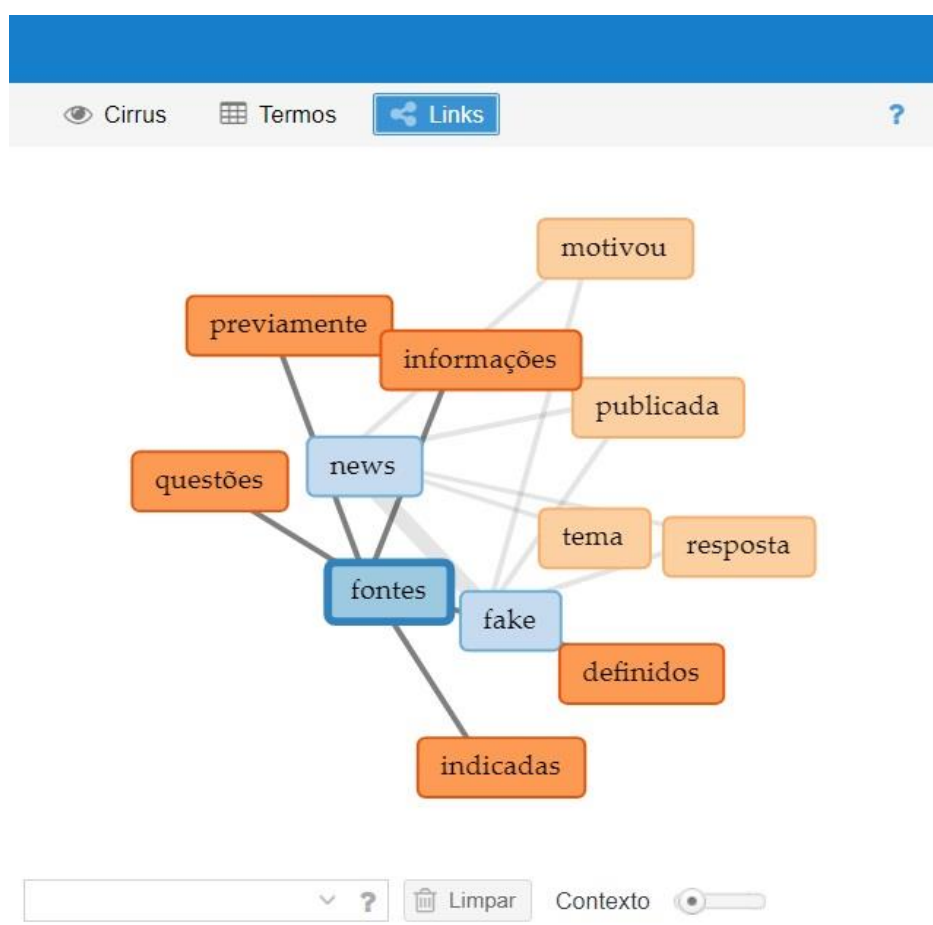 Cirrus Termos Links ?
motivou
previamente
informações
publicada
news
questões
tema
resposta
fontes
fake
definidos
indicadas
? Limpar Contexto